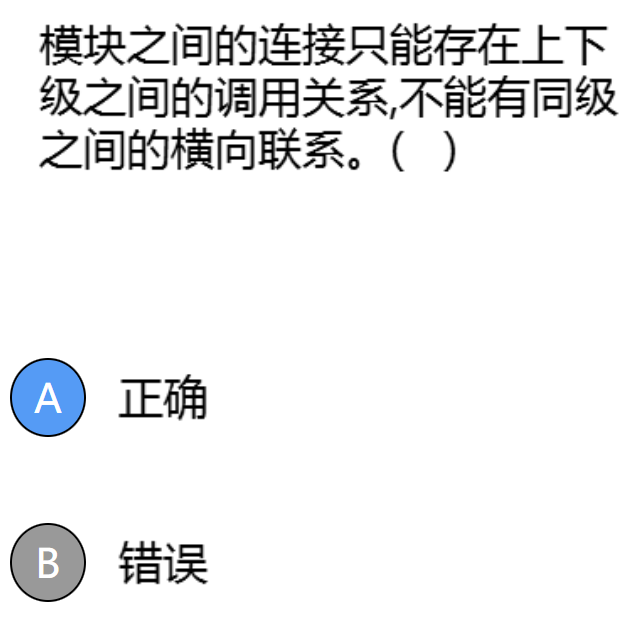 模块之间的连接只能存在上下
级之间的调用关系,不能有同级
之间的横向联系。(   )
A 正确
B 错误